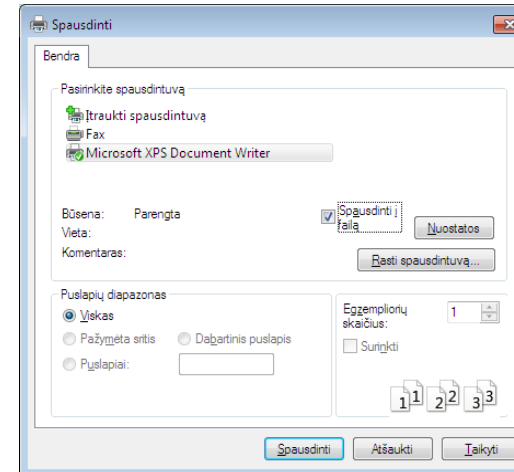 Spausdinti
Bendra
Pasirinkite spausdintuvą
Įtraukti spausdintuvą
Fax
Microsoft XPS Document Writer
Būsena: Parengta
Spausdinti į
failą
Nuostatos
Vieta:
Komentaras:
Rasti spausdintuvą...
Puslapių diapazonas
Viskas
Pažymėta sritis
Dabartinis puslapis
Puslapiai:
Egzempliorių
skaičius:
1
Surinkti
1 1 2 2 3 3
Spausdinti
Atšaukti
Taikyti